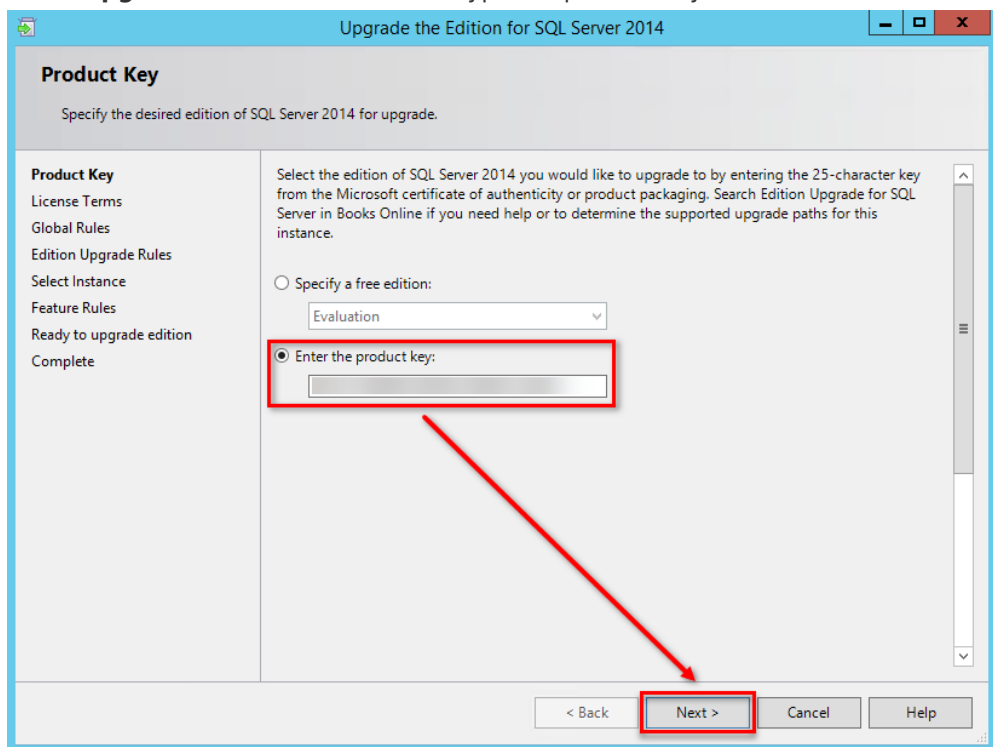 Upgrade the Edition for SQL Server 2014
Product Key
Specify the desired edition of SQL Server 2014 for upgrade.
Product Key
License Terms
Global Rules
Edition Upgrade Rules
Select Instance
Feature Rules
Ready to upgrade edition
Complete
Select the edition of SQL Server 2014 you would like to upgrade to by entering the 25-character key
from the Microsoft certificate of authenticity or product packaging. Search Edition Upgrade for SQL
Server in Books Online if you need help or to determine the supported upgrade paths for this
instance.
Specify a free edition:
Evaluation
Enter the product key:
< Back
Next >
Cancel
Help